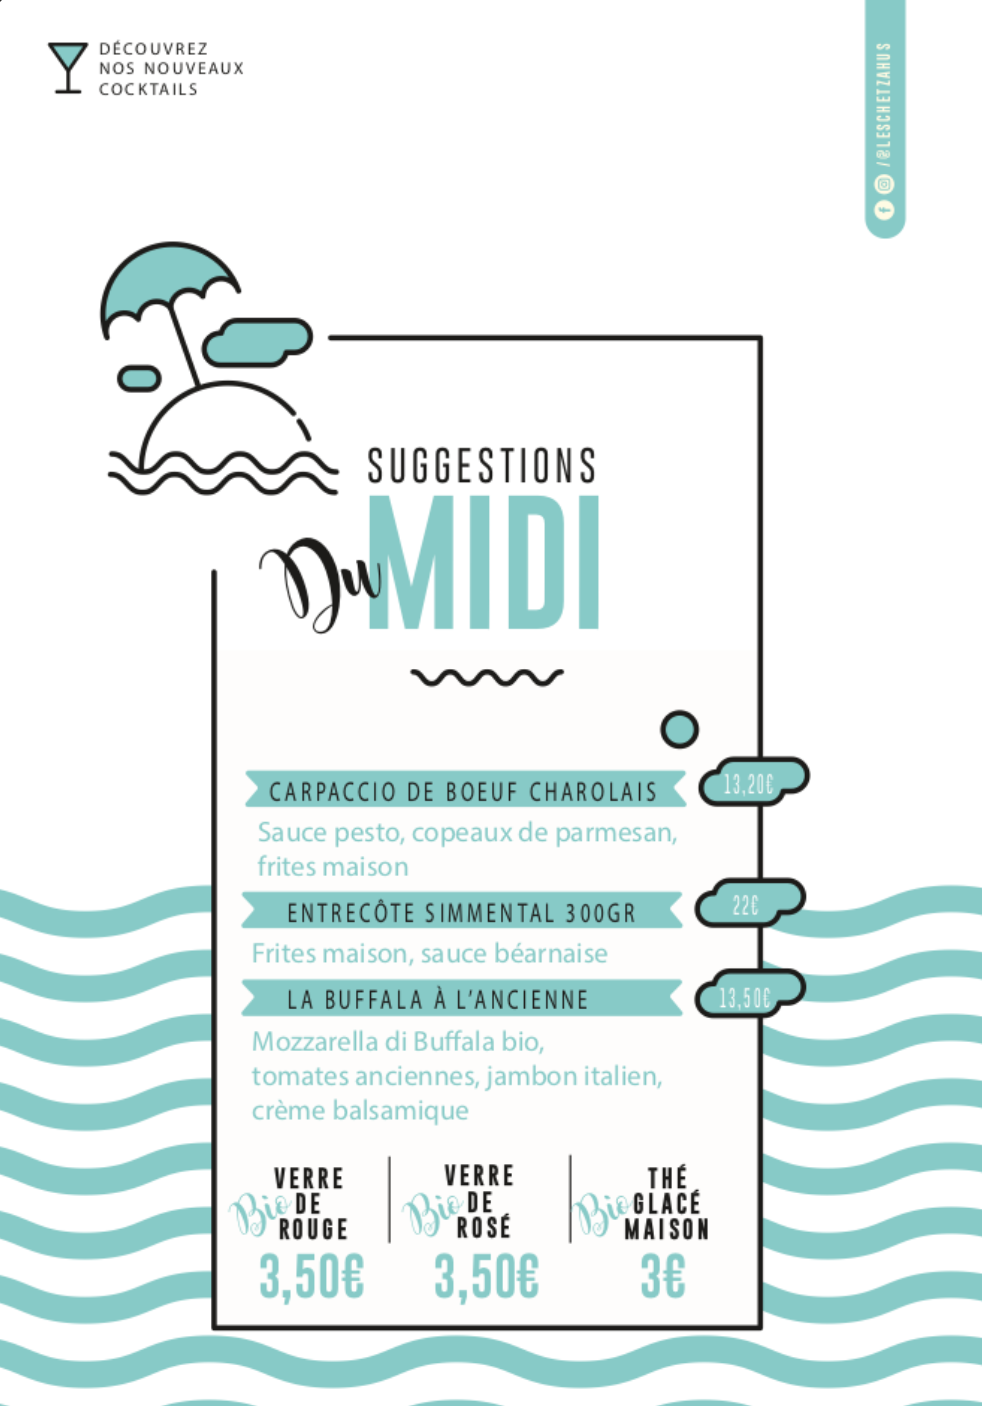 DÉCOUVREZ
NOS NOUVEAUX
COCKTAILS
/@LESCHETZAHUS
SUGGESTIONS
Du MIDI
CARPACCIO DE BOEUF CHAROLAIS 13,20€
Sauce pesto, copeaux de parmesan,
frites maison
ENTRECÔTE SIMMENTAL 300GR 22€
Frites maison, sauce béarnaise
LA BUFFALA À L'ANCIENNE 13,50€
Mozzarella di Buffala bio,
tomates anciennes, jambon italien,
crème balsamique
VERRE
Bio DE
ROUGE
3,50€
VERRE
Bio DE
ROSÉ
3,50€
THÉ
Bio GLACÉ
MAISON
3€